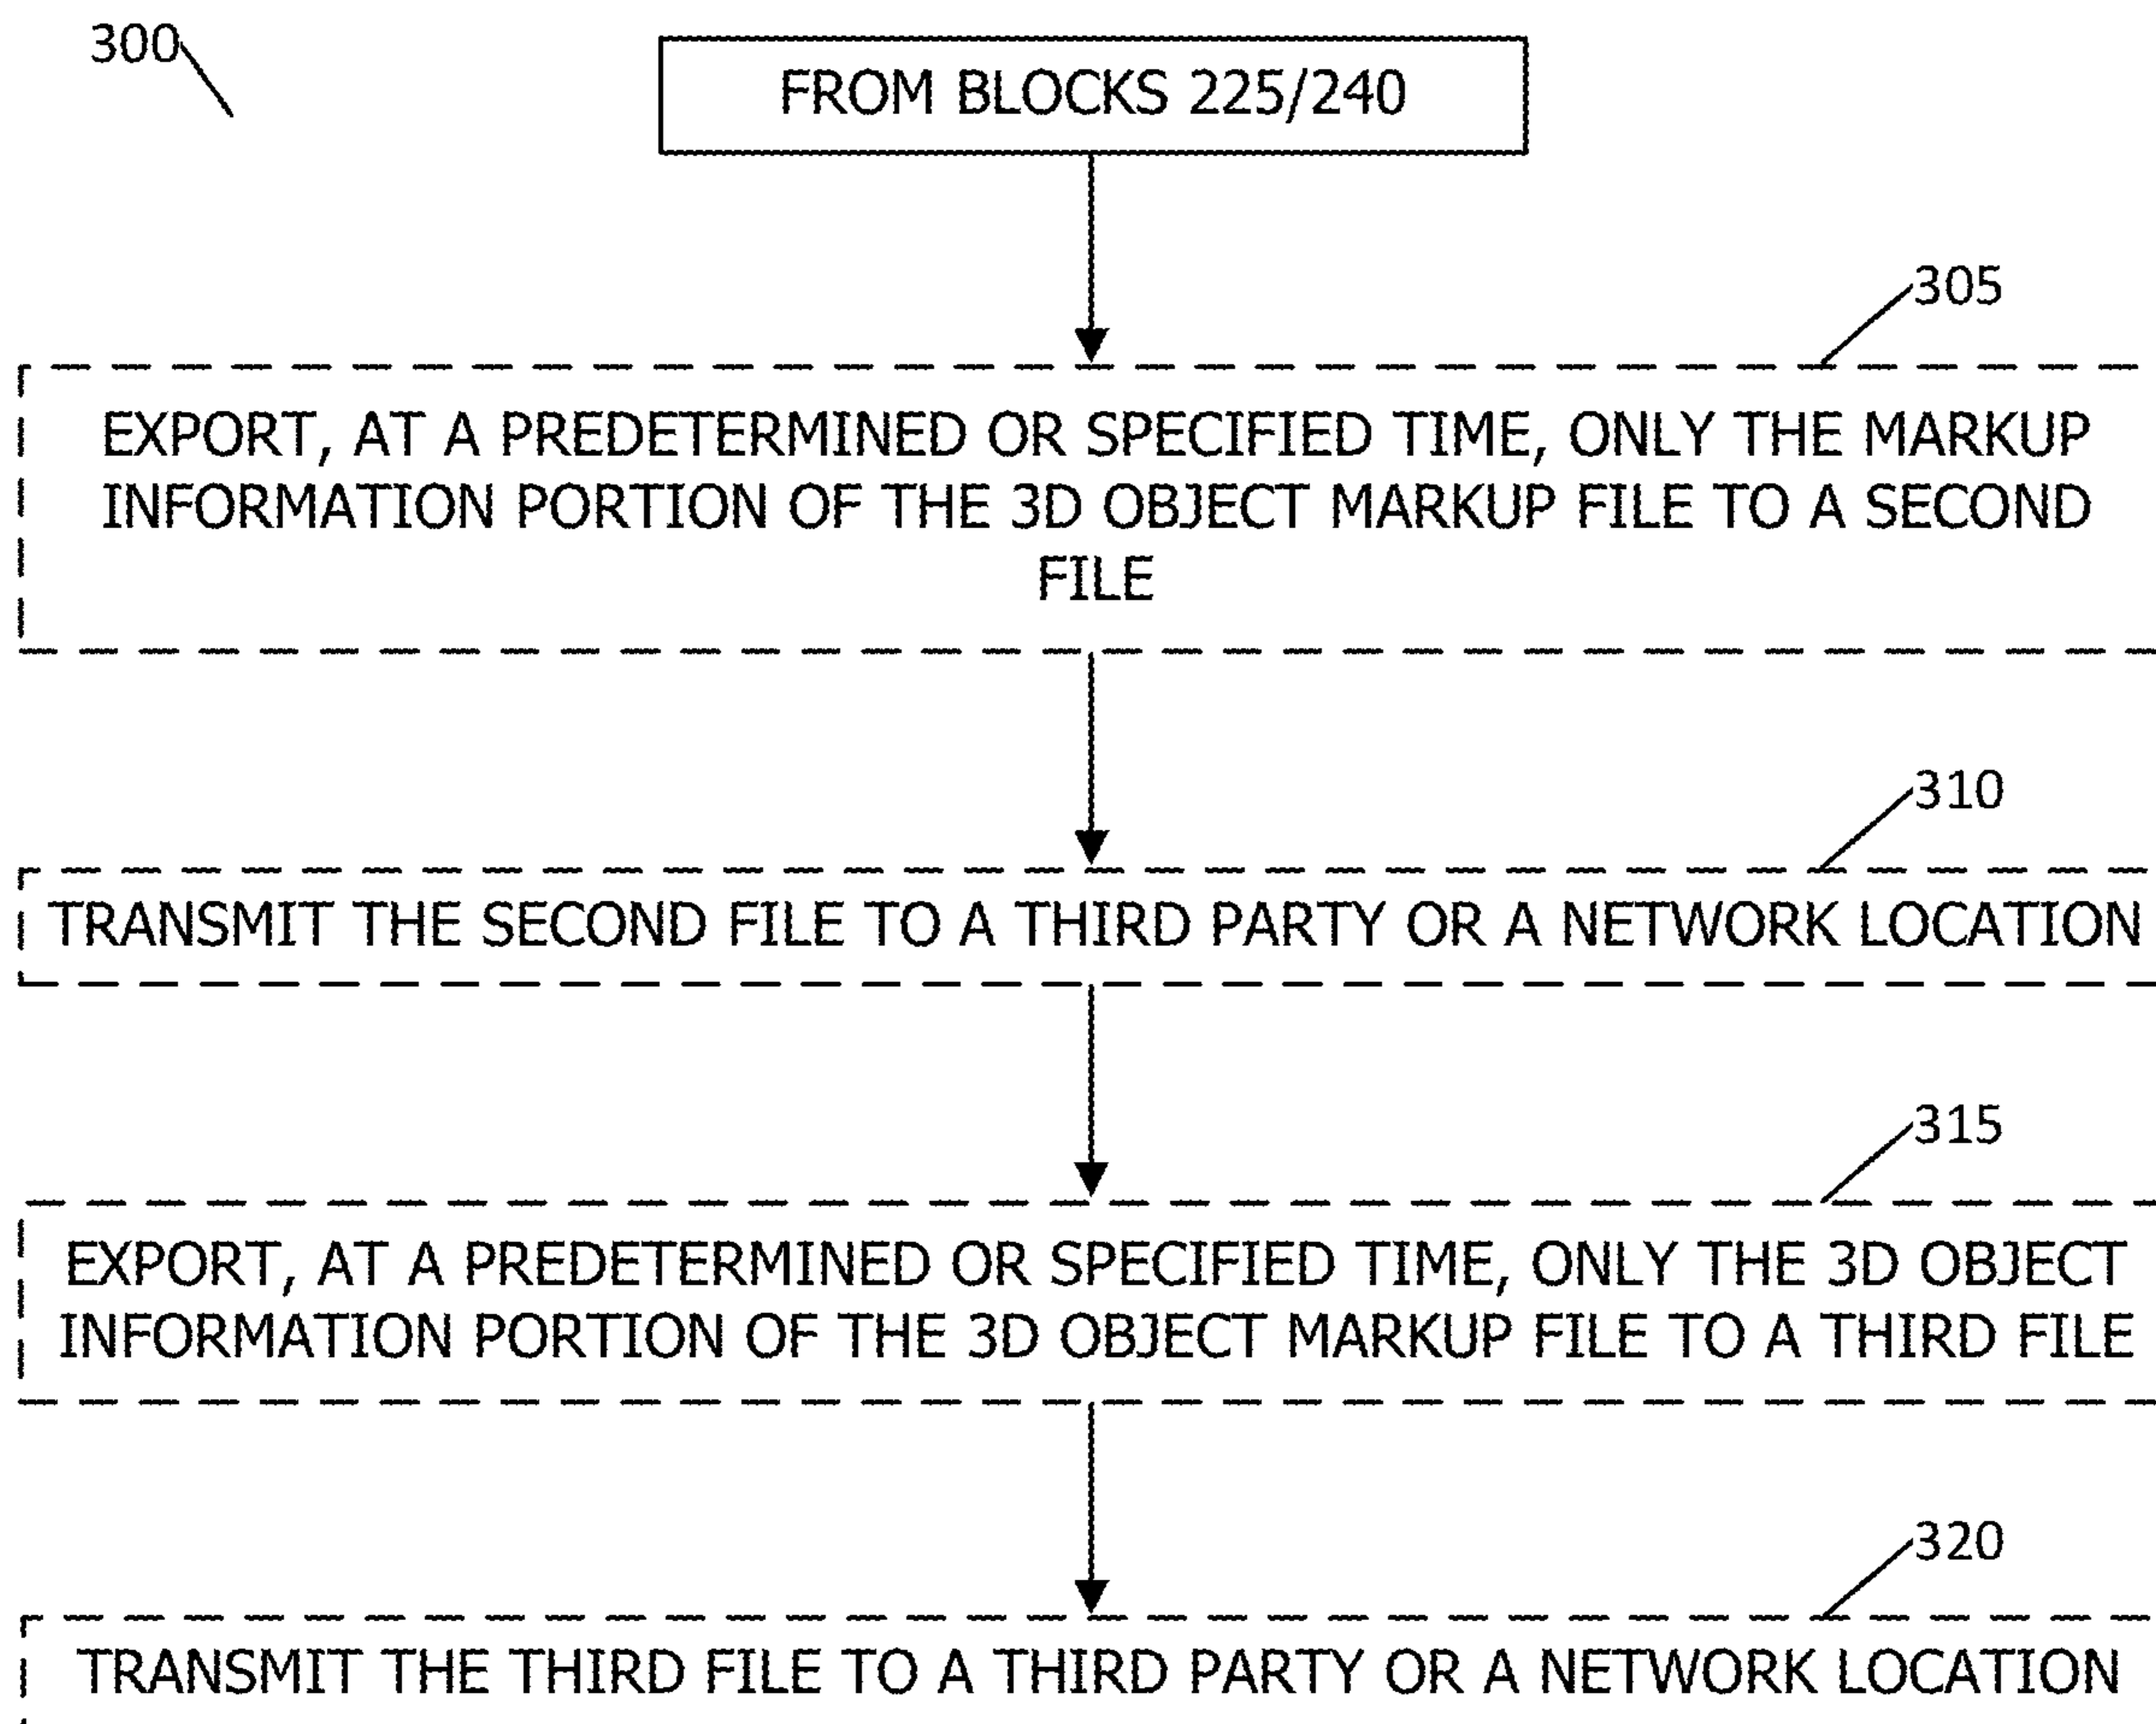 300
FROM BLOCKS 225/240
305
EXPORT, AT A PREDETERMINED OR SPECIFIED TIME, ONLY THE MARKUP
INFORMATION PORTION OF THE 3D OBJECT MARKUP FILE TO A SECOND
FILE
310
TRANSMIT THE SECOND FILE TO A THIRD PARTY OR A NETWORK LOCATION
315
EXPORT, AT A PREDETERMINED OR SPECIFIED TIME, ONLY THE 3D OBJECT
INFORMATION PORTION OF THE 3D OBJECT MARKUP FILE TO A THIRD FILE
320
TRANSMIT THE THIRD FILE TO A THIRD PARTY OR A NETWORK LOCATION